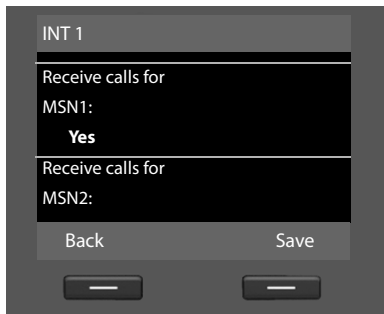 INT 1
Receive calls for
MSN1:
Yes
Receive calls for
MSN2:
Back Save